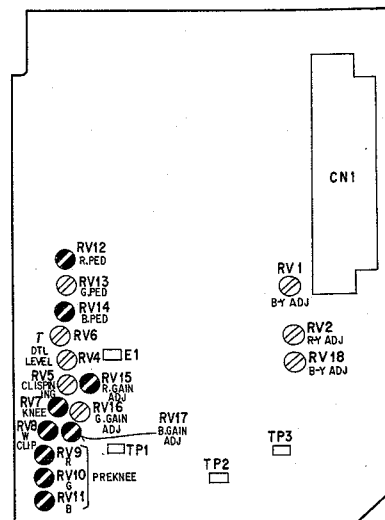 CN1
RV12
R.PED
RV13
G.PED
RV14
B.PED
RV1
B-Y ADJ
RV6
RV2
R-Y ADJ
DTL
LEVEL
RV4
E1
RV18
B-Y ADJ
RV5
CLISPIN
ING
RV15
R.GAIN
ADJ
RV7
KNEE
RV16
G.GAIN
ADJ
RV17
B.GAIN
ADJ
RV8
W
CLIP
TP1
TP3
RV9
R
RV10
G
PREKNEE
TP2
RV11
B